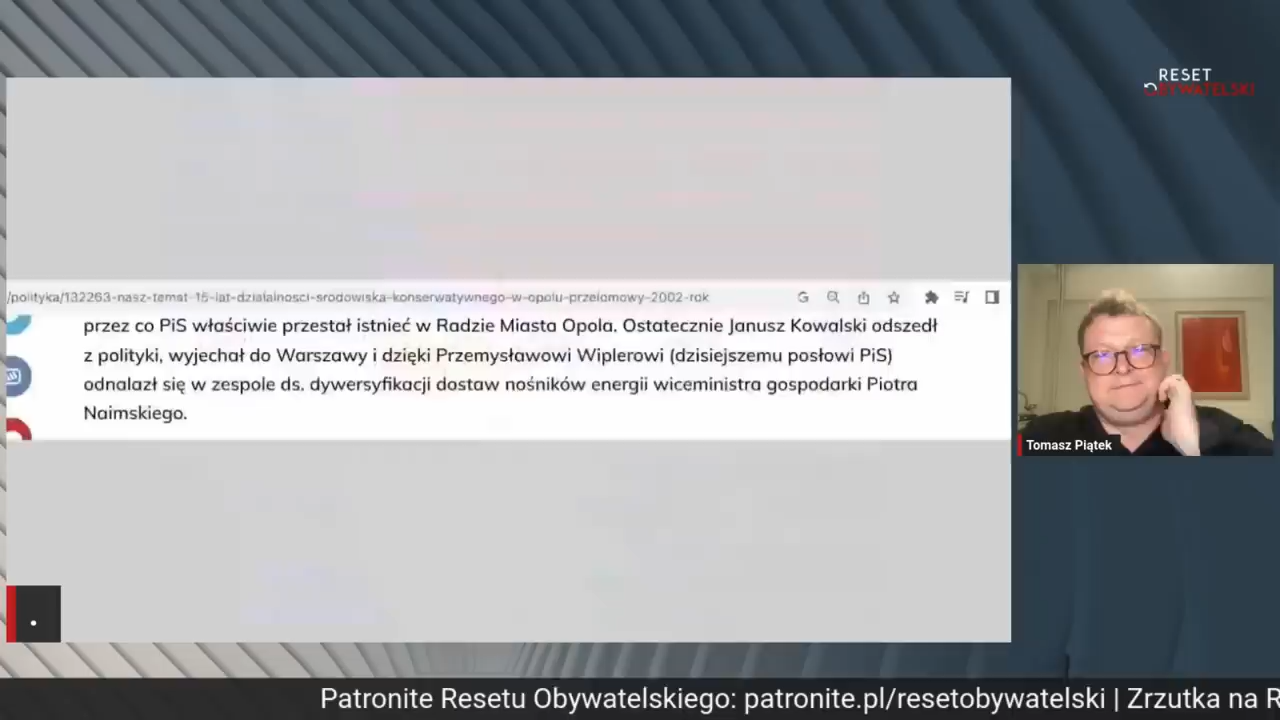 RESET
OBYWATELSKI
/polityka/132263-nasz-temat-15-lat-dzialalnosci-srodowiska-konserwatywnego-w-opolu-przelomowy-2002-rok
przez co PiS właściwie przestał istnieć w Radzie Miasta Opola. Ostatecznie Janusz Kowalski odszedł
z polityki, wyjechał do Warszawy i dzięki Przemysławowi Wiplerowi (dzisiejszemu posłowi PiS)
odnalazł się w zespole ds. dywersyfikacji dostaw nośników energii wiceministra gospodarki Piotra
Naimskiego.
Tomasz Piątek
.
Patronite Resetu Obywatelskiego: patronite.pl/resetobywatelski | Zrzutka na R